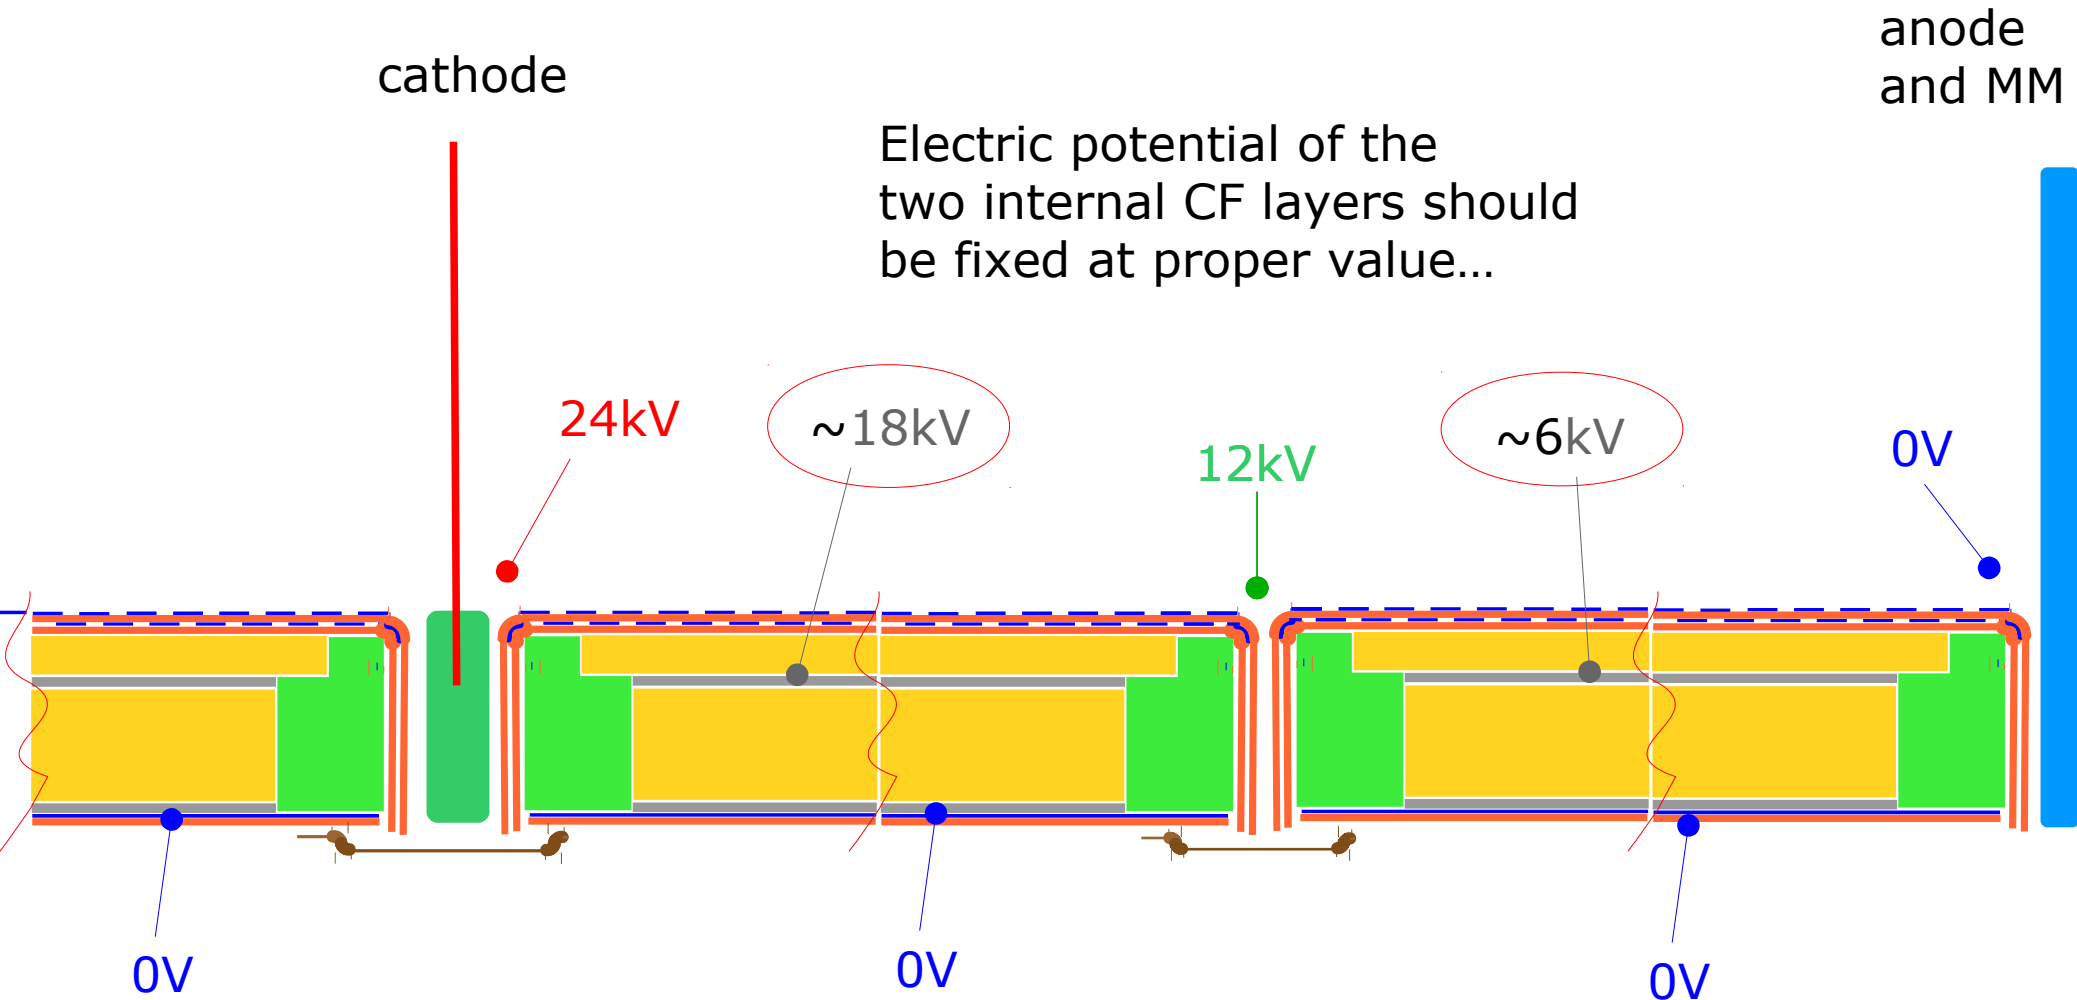 anode
and MM
cathode
Electric potential of the
two internal CF layers should
be fixed at proper value...
24kV
~18kV
12kV
~6kV
0V
0V
0V
0V